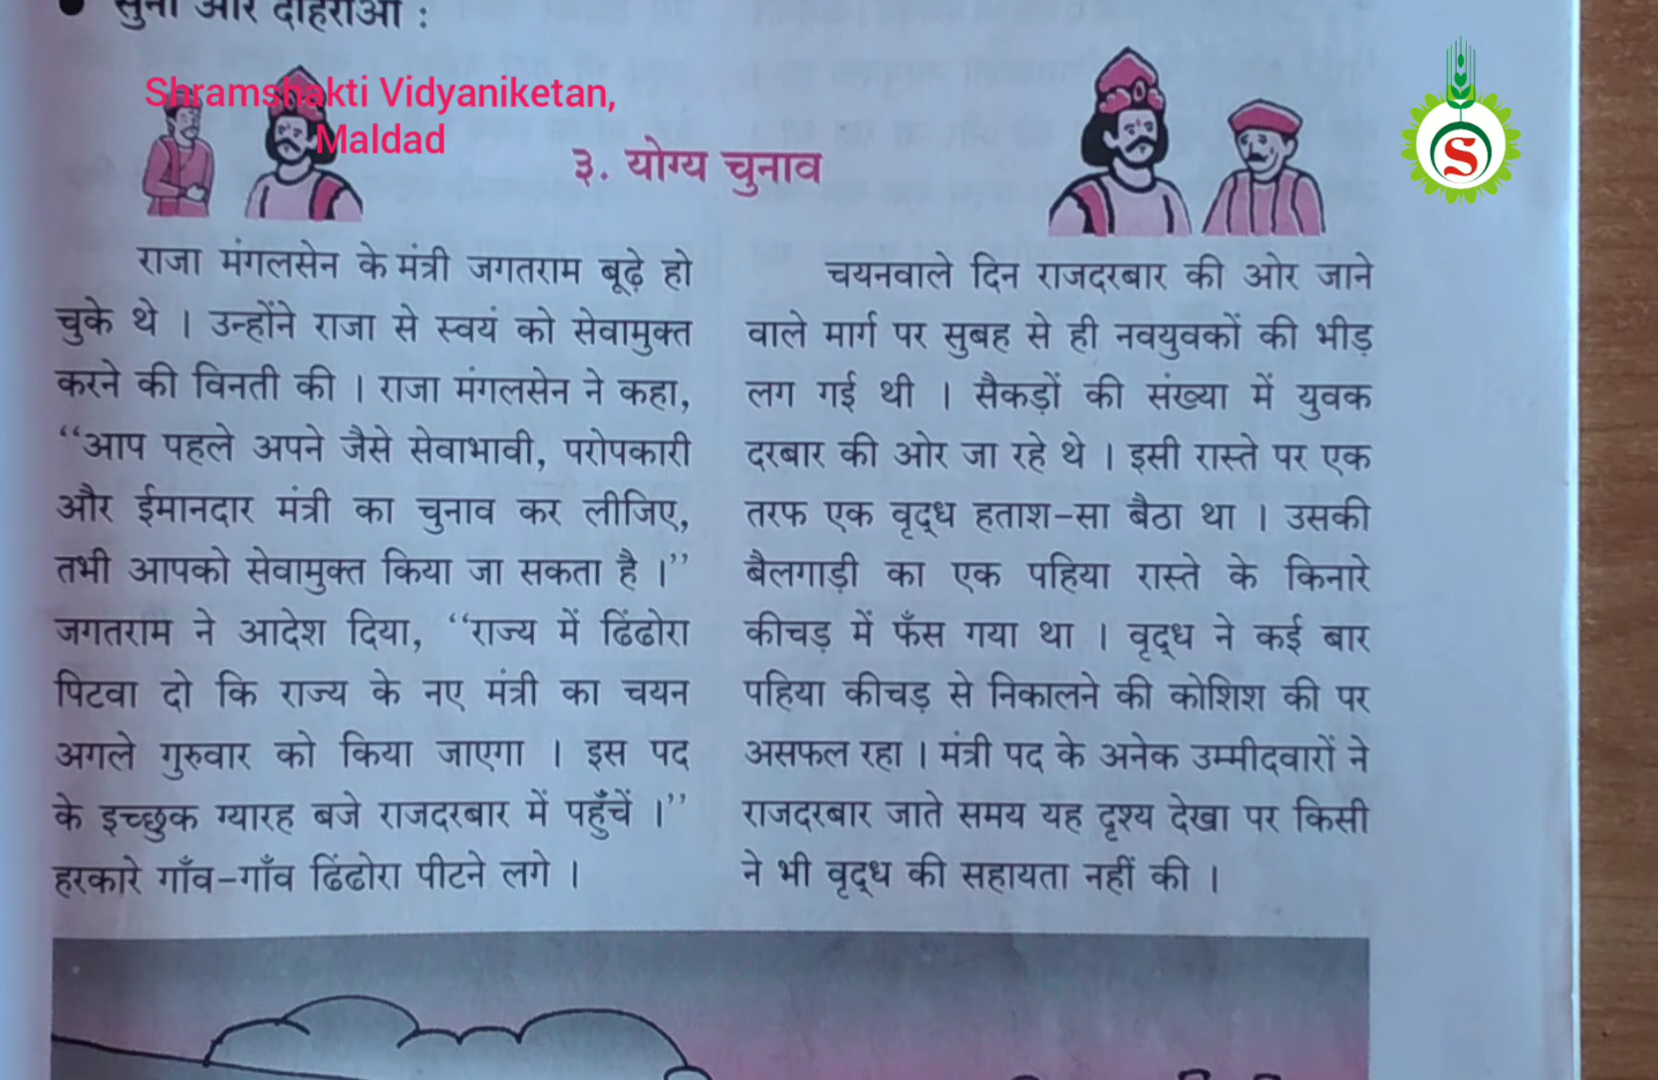 सुनो और दोहराओ :
Shramshakti Vidyaniketan,
Maldad
S
३. योग्य चुनाव
राजा मंगलसेन के मंत्री जगतराम बूढ़े हो
चुके थे । उन्होंने राजा से स्वयं को सेवामुक्त
करने की विनती की । राजा मंगलसेन ने कहा,
‘‘आप पहले अपने जैसे सेवाभावी, परोपकारी
और ईमानदार मंत्री का चुनाव कर लीजिए,
तभी आपको सेवामुक्त किया जा सकता है ।’’
जगतराम ने आदेश दिया, ‘‘राज्य में ढिंढोरा
पिटवा दो कि राज्य के नए मंत्री का चयन
अगले गुरुवार को किया जाएगा । इस पद
के इच्छुक ग्यारह बजे राजदरबार में पहुँचें ।’’
हरकारे गाँव-गाँव ढिंढोरा पीटने लगे ।
चयनवाले दिन राजदरबार की ओर जाने
वाले मार्ग पर सुबह से ही नवयुवकों की भीड़
लग गई थी । सैकड़ों की संख्या में युवक
दरबार की ओर जा रहे थे । इसी रास्ते पर एक
तरफ एक वृद्ध हताश-सा बैठा था । उसकी
बैलगाड़ी का एक पहिया रास्ते के किनारे
कीचड़ में फँस गया था । वृद्ध ने कई बार
पहिया कीचड़ से निकालने की कोशिश की पर
असफल रहा । मंत्री पद के अनेक उम्मीदवारों ने
राजदरबार जाते समय यह दृश्य देखा पर किसी
ने भी वृद्ध की सहायता नहीं की ।